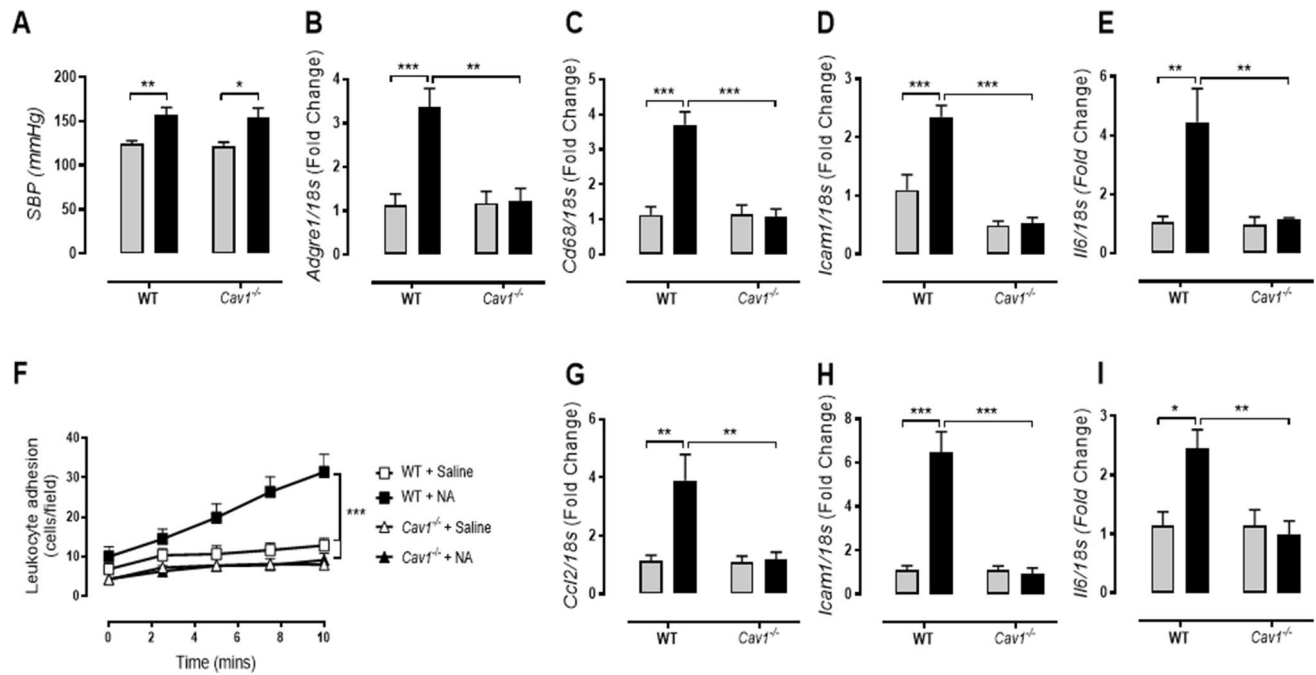 A
SBP (mmHg)
200
150
100
50
0
**
*
WT
Cav1-/-
B
Adgre1/18s (Fold Change)
4
3
2
1
0
***
**
WT
Cav1-/-
C
Cd68/18s (Fold Change)
5
4
3
2
1
0
***
***
WT
Cav1-/-
D
Icam1/18s (Fold Change)
3
2
1
0
***
***
WT
Cav1-/-
E
Il6/18s (Fold Change)
6
4
2
0
**
**
WT
Cav1-/-
F
Leukocyte adhesion
(cells/field)
40
30
20
10
0
0 2 4 6 8 10
Time (mins)
WT + Saline
WT + NA
Cav1-/- + Saline
Cav1-/- + NA
***
G
Ccl2/18s (Fold Change)
6
4
2
0
**
**
WT
Cav1-/-
H
Icam1/18s (Fold Change)
8
6
4
2
0
***
***
WT
Cav1-/-
I
Il6/18s (Fold Change)
3
2
1
0
*
**
WT
Cav1-/-